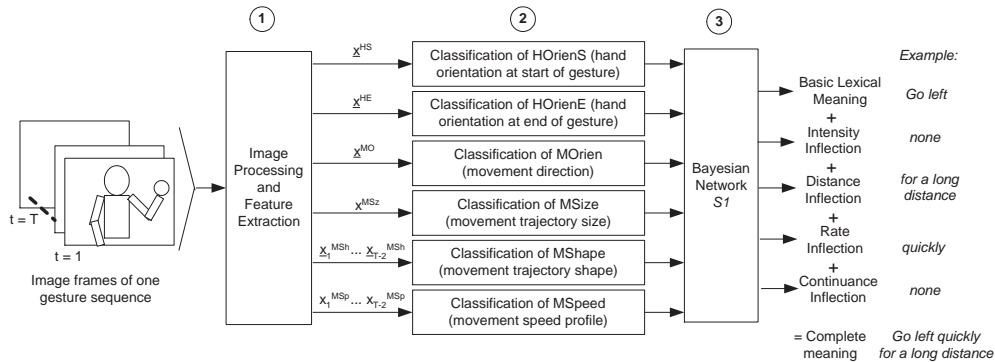 1
2
3
Image
Processing
and
Feature
Extraction
x^HS
x^HE
x^MO
x^MSz
x_1^MSh ... x_T-2^MSh
x_1^MSp ... x_T-2^MSp
Classification of HOrienS (hand
orientation at start of gesture)
Classification of HOrienE (hand
orientation at end of gesture)
Classification of MOrien
(movement direction)
Classification of MSize
(movement trajectory size)
Classification of MShape
(movement trajectory shape)
Classification of MSpeed
(movement speed profile)
Bayesian
Network
S1
Basic Lexical
Meaning
+
Intensity
Inflection
+
Distance
Inflection
+
Rate
Inflection
+
Continuance
Inflection
= Complete
meaning
Example:
Go left
none
for a long
distance
quickly
none
Go left quickly
for a long distance
t = T
t = 1
Image frames of one
gesture sequence